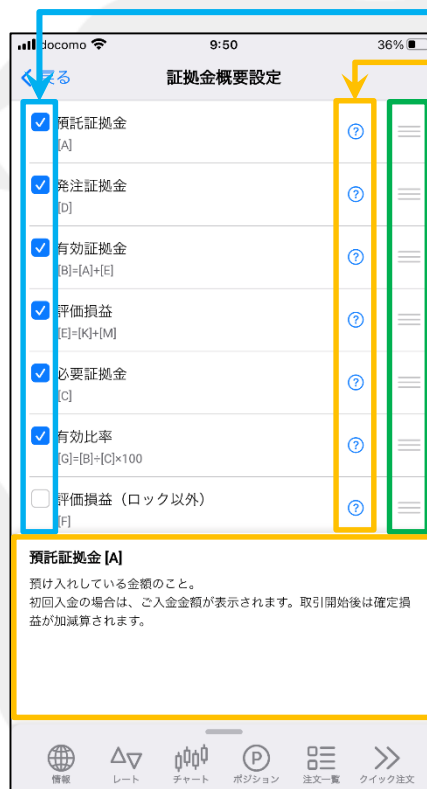 docomo 9:50 36%
戻る 証拠金概要設定
預託証拠金
[A]
発注証拠金
[D]
有効証拠金
[B]=[A]+[E]
評価損益
[E]=[K]+[M]
必要証拠金
[C]
有効比率
[G]=[B]÷[C]×100
評価損益（ロック以外）
[F]
預託証拠金 [A]
預け入れしている金額のこと。
初回入金の場合は、ご入金金額が表示されます。取引開始後は確定損
益が加減算されます。
情報 レート チャート ポジション 注文一覧 クイック注文